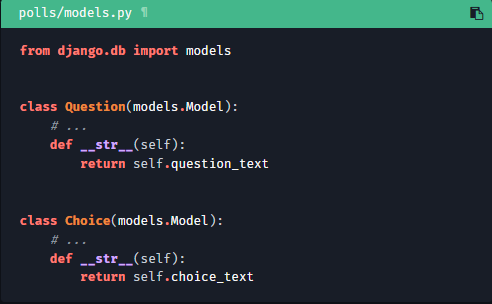 polls/models.py ¶
from django.db import models
class Question(models.Model):
    # ...
    def __str__(self):
        return self.question_text
class Choice(models.Model):
    # ...
    def __str__(self):
        return self.choice_text